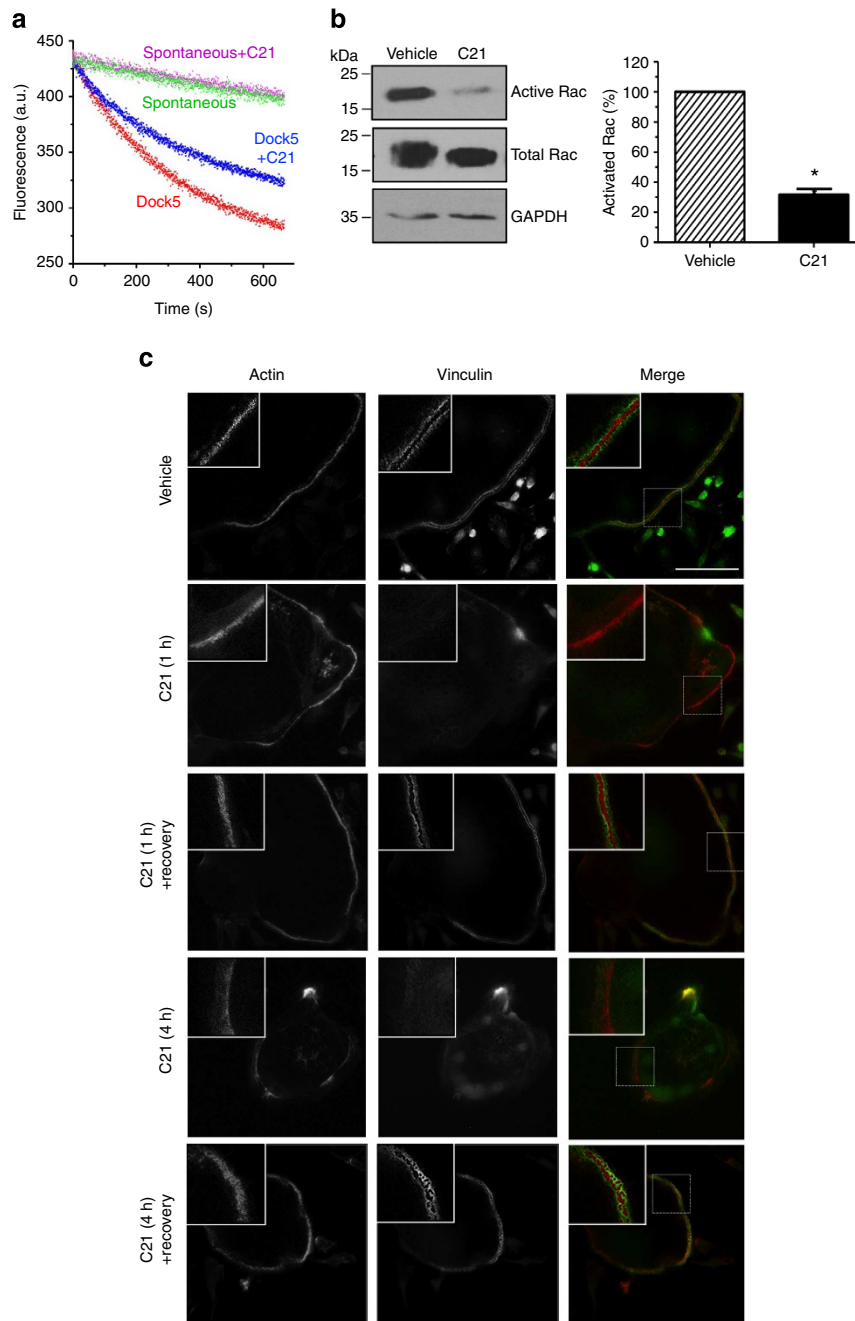 a
450
400
350
300
250
Fluorescence (a.u.)
Spontaneous+C21
Spontaneous
Dock5
+C21
Dock5
0
200
400
600
Time (s)
b
kDa
Vehicle
C21
25
15
Active Rac
25
15
Total Rac
35
GAPDH
Activated Rac (%)
120
100
80
60
40
20
0
*
Vehicle
C21
c
Actin
Vinculin
Merge
Vehicle
C21 (1 h)
C21 (1 h)
+recovery
C21 (4 h)
C21 (4 h)
+recovery